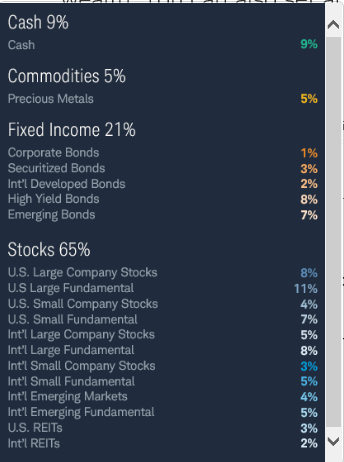 Cash 9%
Cash 9%
Commodities 5%
Precious Metals 5%
Fixed Income 21%
Corporate Bonds 1%
Securitized Bonds 3%
Int'l Developed Bonds 2%
High Yield Bonds 8%
Emerging Bonds 7%
Stocks 65%
U.S. Large Company Stocks 8%
U.S Large Fundamental 11%
U.S. Small Company Stocks 4%
U.S. Small Fundamental 7%
Int'l Large Company Stocks 5%
Int'l Large Fundamental 8%
Int'l Small Company Stocks 3%
Int'l Small Fundamental 5%
Int'l Emerging Markets 4%
Int'l Emerging Fundamental 5%
U.S. REITs 3%
Int'l REITs 2%